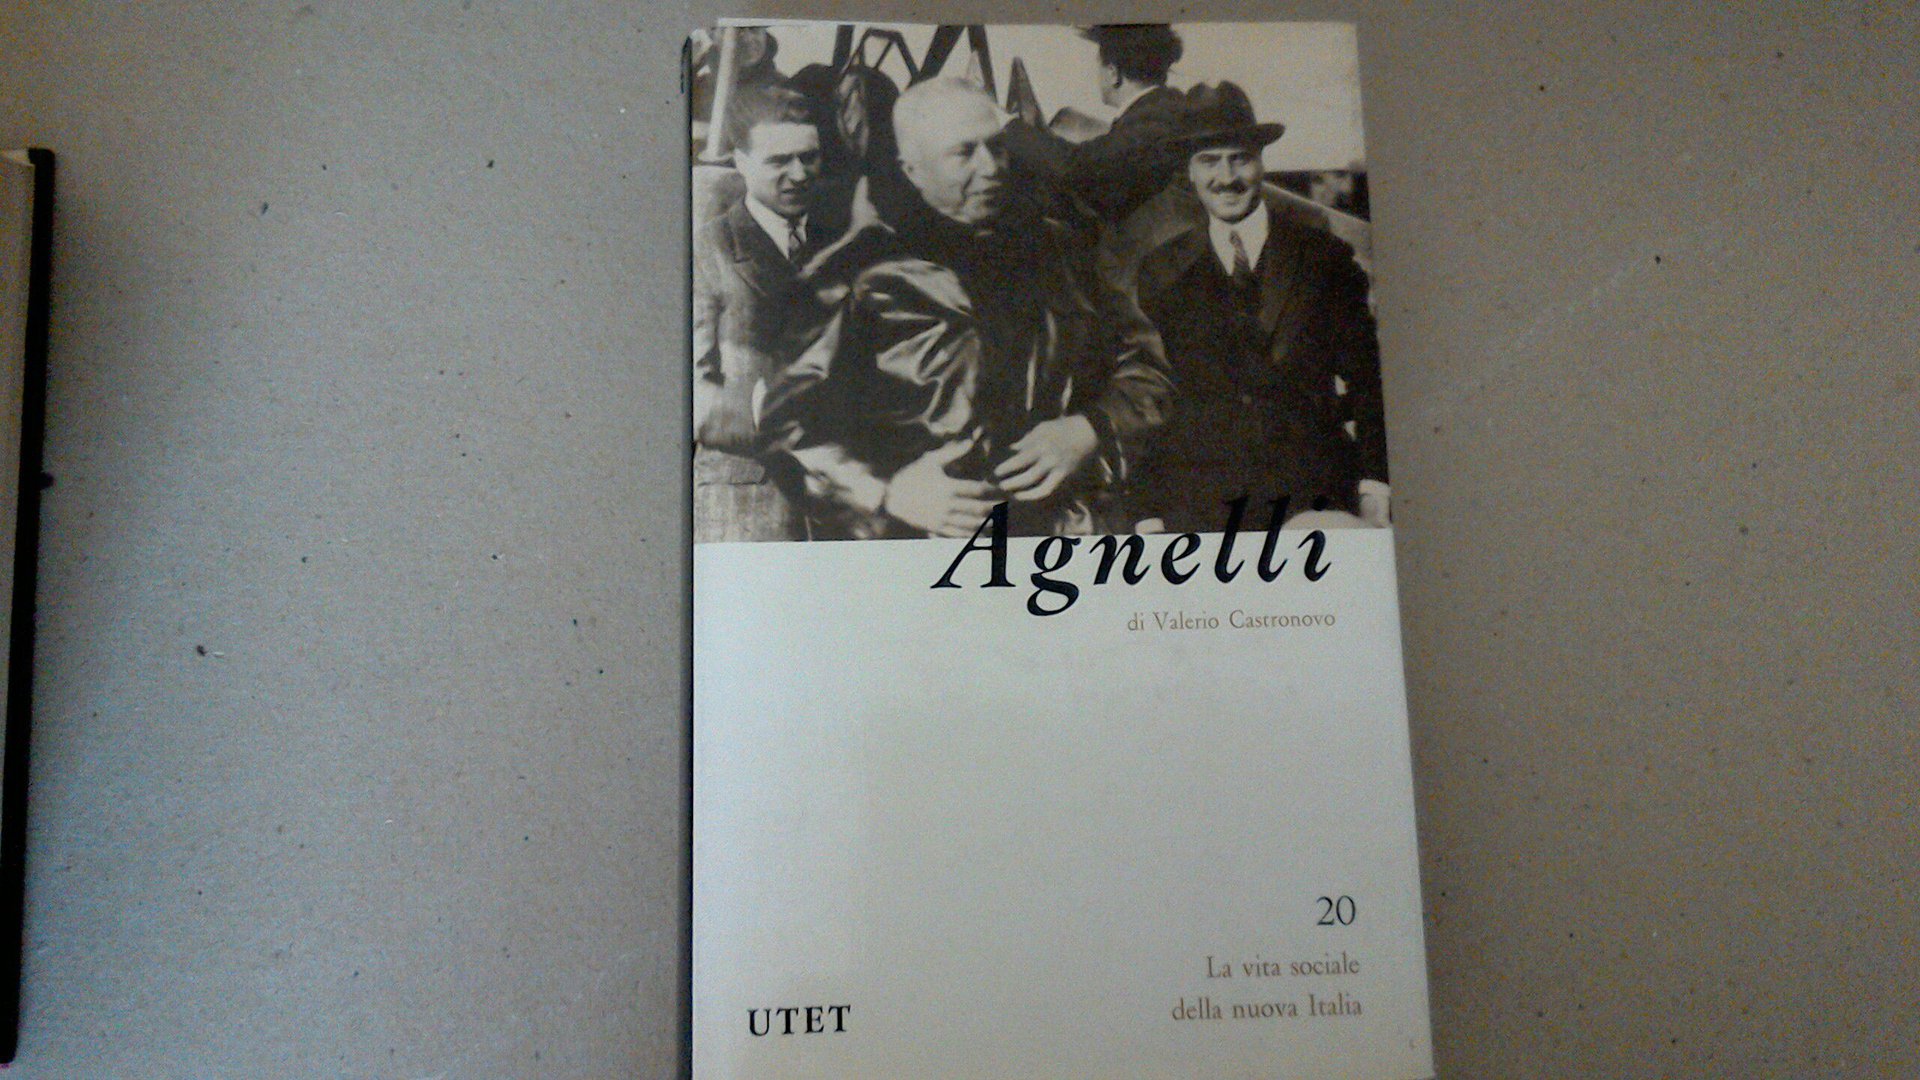 Agnelli
di Valerio Castronovo
20
La vita sociale
della nuova Italia
UTET